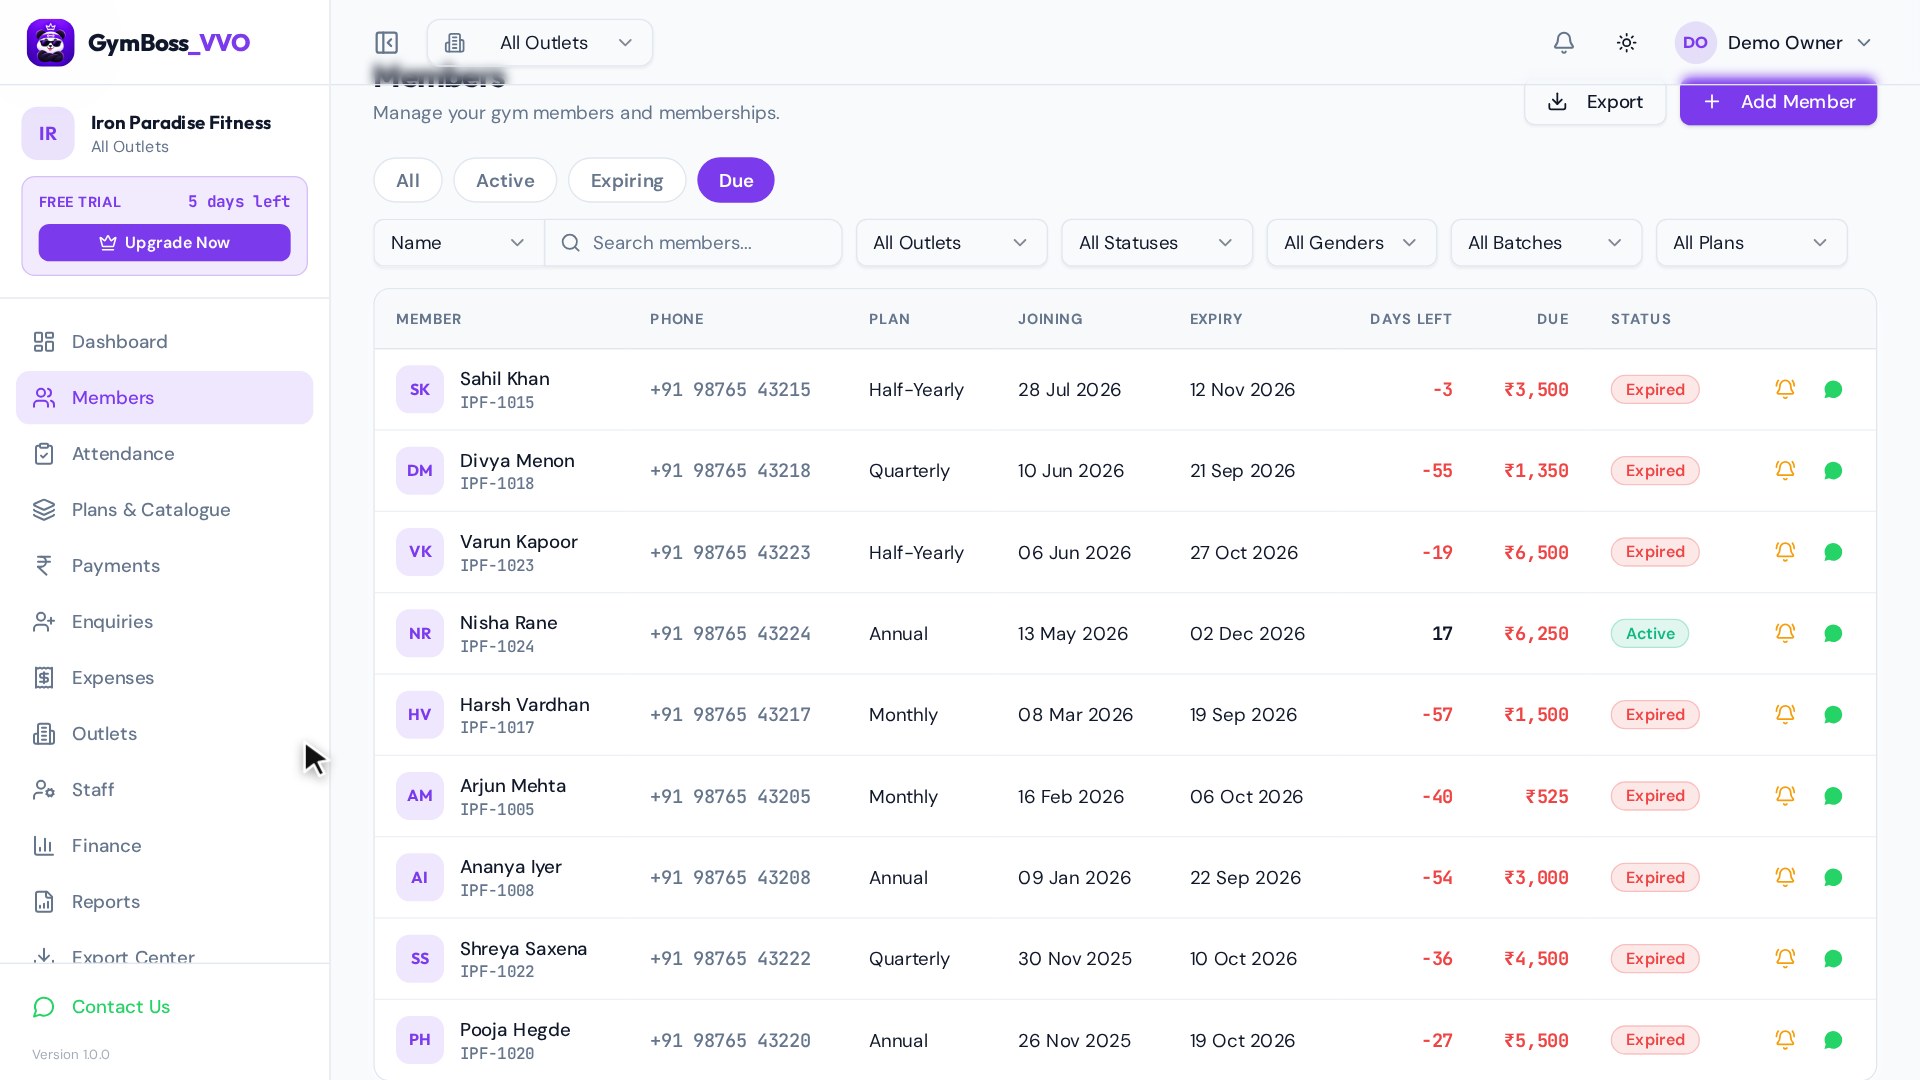 GymBoss_VVO
All Outlets
DO Demo Owner
IR Iron Paradise Fitness
All Outlets
FREE TRIAL 5 days left
Upgrade Now
Dashboard
Members
Attendance
Plans & Catalogue
Payments
Enquiries
Expenses
Outlets
Staff
Finance
Reports
Export Center
Contact Us
Version 1.0.0
Members
Manage your gym members and memberships.
Export
Add Member
All Active Expiring Due
Name Search members... All Outlets All Statuses All Genders All Batches All Plans
MEMBER PHONE PLAN JOINING EXPIRY DAYS LEFT DUE STATUS
SK Sahil Khan IPF-1015 +91 98765 43215 Half-Yearly 28 Jul 2026 12 Nov 2026 -3 ₹3,500 Expired
DM Divya Menon IPF-1018 +91 98765 43218 Quarterly 10 Jun 2026 21 Sep 2026 -55 ₹1,350 Expired
VK Varun Kapoor IPF-1023 +91 98765 43223 Half-Yearly 06 Jun 2026 27 Oct 2026 -19 ₹6,500 Expired
NR Nisha Rane IPF-1024 +91 98765 43224 Annual 13 May 2026 02 Dec 2026 17 ₹6,250 Active
HV Harsh Vardhan IPF-1017 +91 98765 43217 Monthly 08 Mar 2026 19 Sep 2026 -57 ₹1,500 Expired
AM Arjun Mehta IPF-1005 +91 98765 43205 Monthly 16 Feb 2026 06 Oct 2026 -40 ₹525 Expired
AI Ananya Iyer IPF-1008 +91 98765 43208 Annual 09 Jan 2026 22 Sep 2026 -54 ₹3,000 Expired
SS Shreya Saxena IPF-1022 +91 98765 43222 Quarterly 30 Nov 2025 10 Oct 2026 -36 ₹4,500 Expired
PH Pooja Hegde IPF-1020 +91 98765 43220 Annual 26 Nov 2025 19 Oct 2026 -27 ₹5,500 Expired